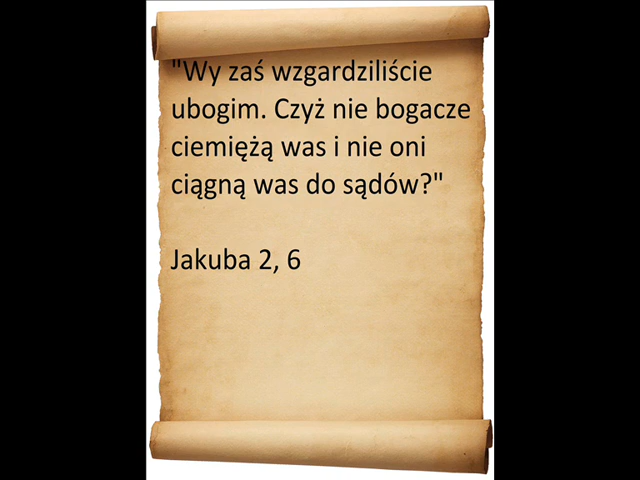 "Wy zaś wzgardziliście
ubogim. Czyż nie bogacze
ciemiężą was i nie oni
ciągną was do sądów?"
Jakuba 2, 6